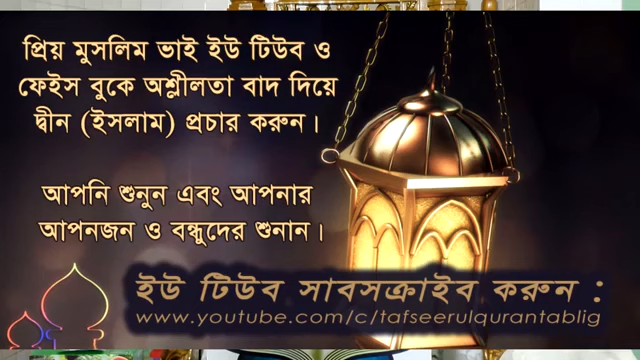 প্রিয় মুসলিম ভাই ইউ টিউব ও
ফেইস বুকে অশ্লীলতা বাদ দিয়ে
দ্বীন (ইসলাম) প্রচার করুন।
আপনি শুনুন এবং আপনার
আপনজন ও বন্ধুদের শুনান।
ইউ টিউব সাবসক্রাইব করুন :
www.youtube.com/c/tafseerulqurantablig